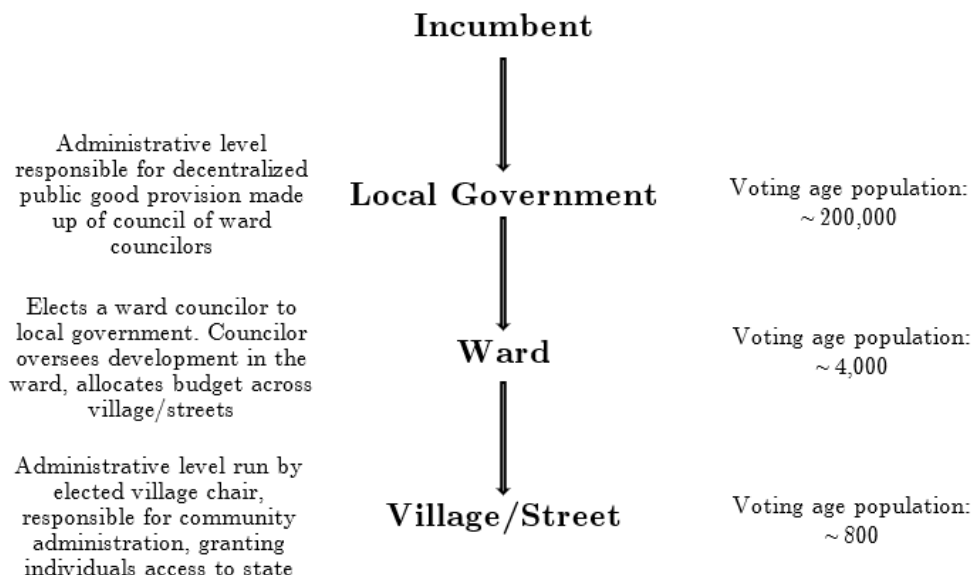 Incumbent
Administrative level
responsible for decentralized
public good provision made
up of council of ward
councilors
Local Government
Voting age population:
~ 200,000
Elects a ward councilor to
local government. Councilor
oversees development in the
ward, allocates budget across
village/streets
Ward
Voting age population:
~ 4,000
Administrative level run by
elected village chair,
responsible for community
administration, granting
individuals access to state
Village/Street
Voting age population:
~ 800